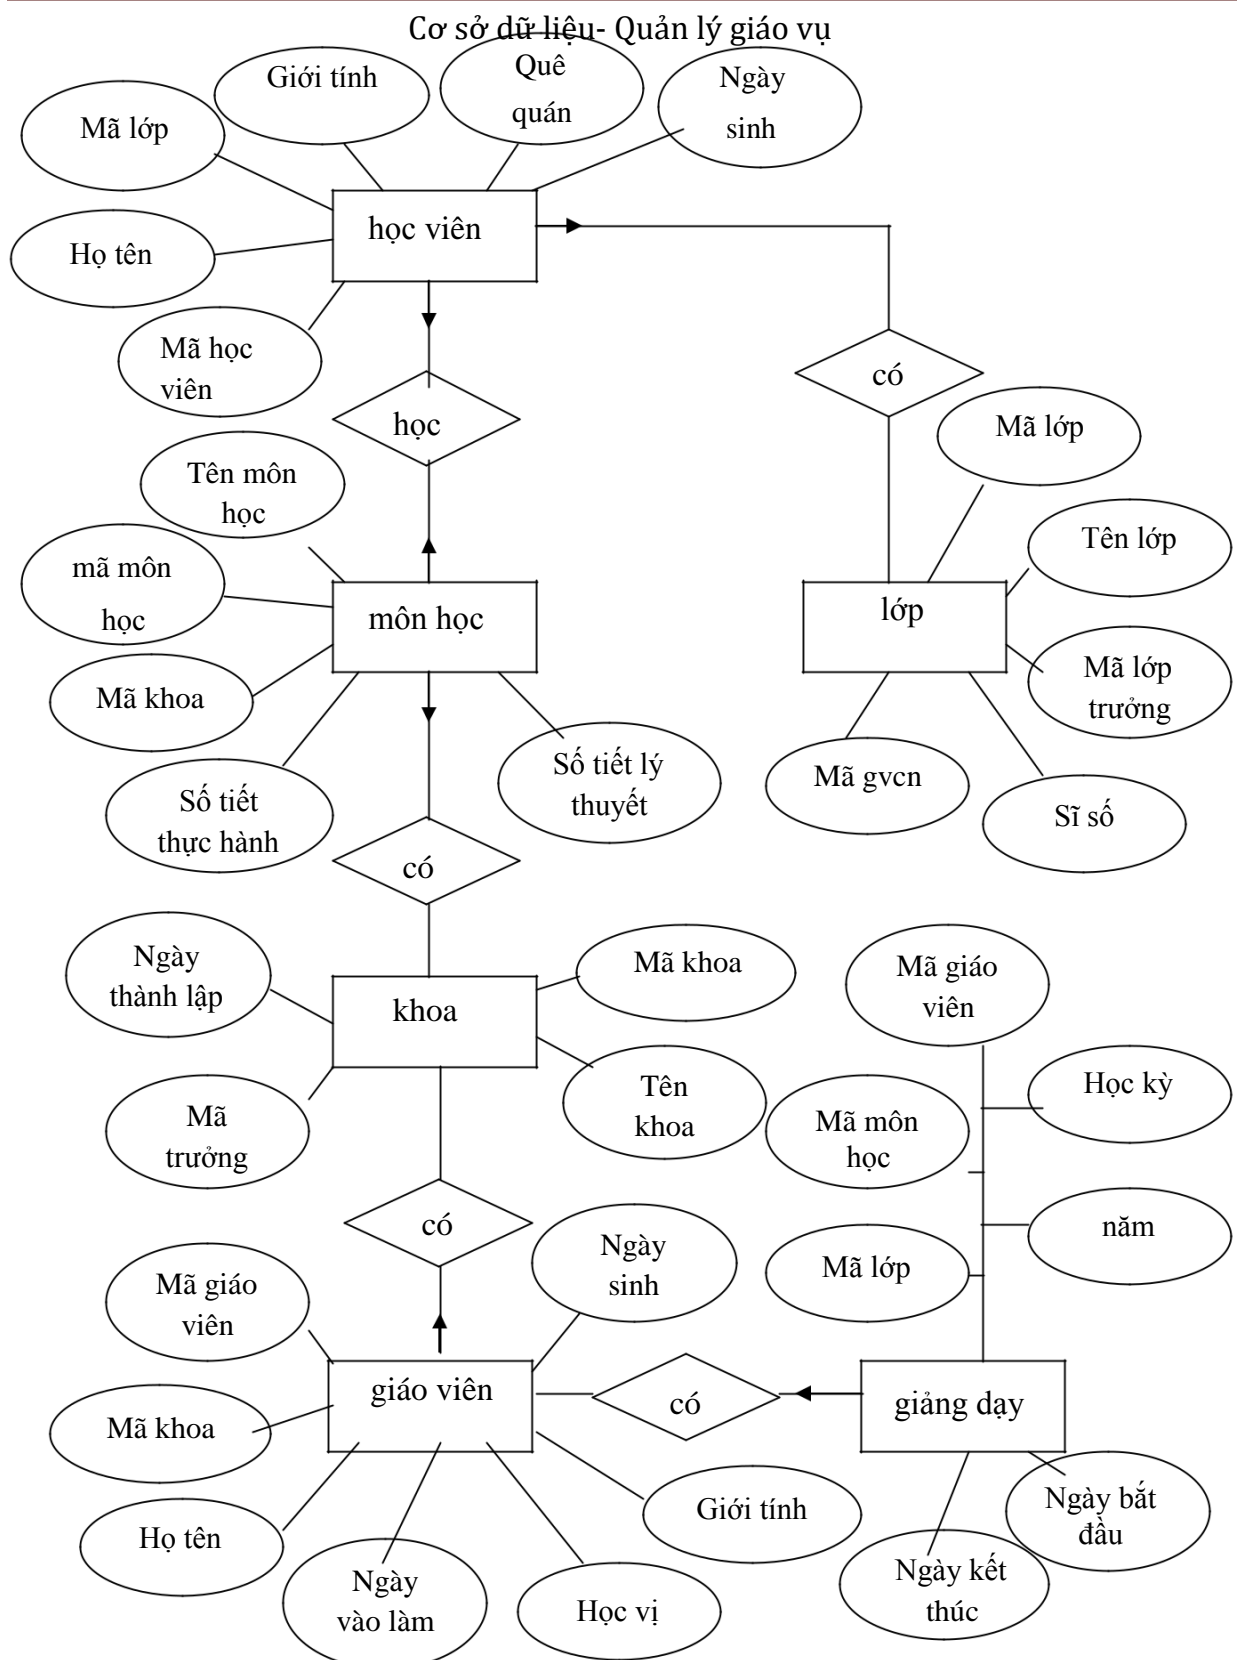 Cơ sở dữ liệu- Quản lý giáo vụ
Giới tính
Quê
quán
Ngày
sinh
Mã lớp
học viên
Họ tên
Mã học
viên
có
học
Mã lớp
Tên môn
học
Tên lớp
mã môn
học
môn học
lớp
Mã khoa
Mã lớp
trưởng
Số tiết lý
thuyết
Mã gvcn
Số tiết
thực hành
Sĩ số
có
Ngày
thành lập
Mã khoa
Mã giáo
viên
khoa
Tên
khoa
Học kỳ
Mã
trưởng
Mã môn
học
có
năm
Ngày
sinh
Mã lớp
Mã giáo
viên
giáo viên
có
giảng dạy
Mã khoa
Giới tính
Ngày bắt
đầu
Họ tên
Ngày
vào làm
Học vị
Ngày kết
thúc